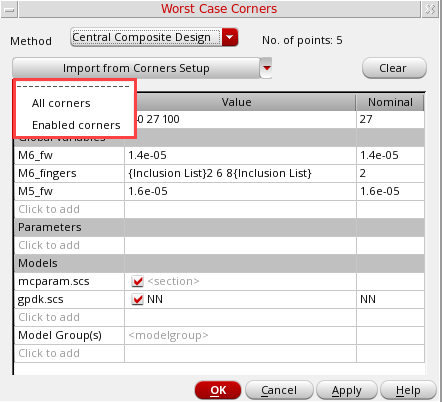 Worst Case Corners
Method Central Composite Design No. of points: 5
Import from Corners Setup Clear
All corners
Enabled corners
Value Nominal
0 27 100 27
Global Variables
M6_fw 1.4e-05 1.4e-05
M6_fingers {Inclusion List}2 6 8{Inclusion List} 2
M5_fw 1.6e-05 1.6e-05
Click to add
Parameters
Click to add
Models
mcparam.scs <section>
gpdk.scs NN NN
Click to add
Model Group(s) <modelgroup>
Click to add
OK Cancel Apply Help